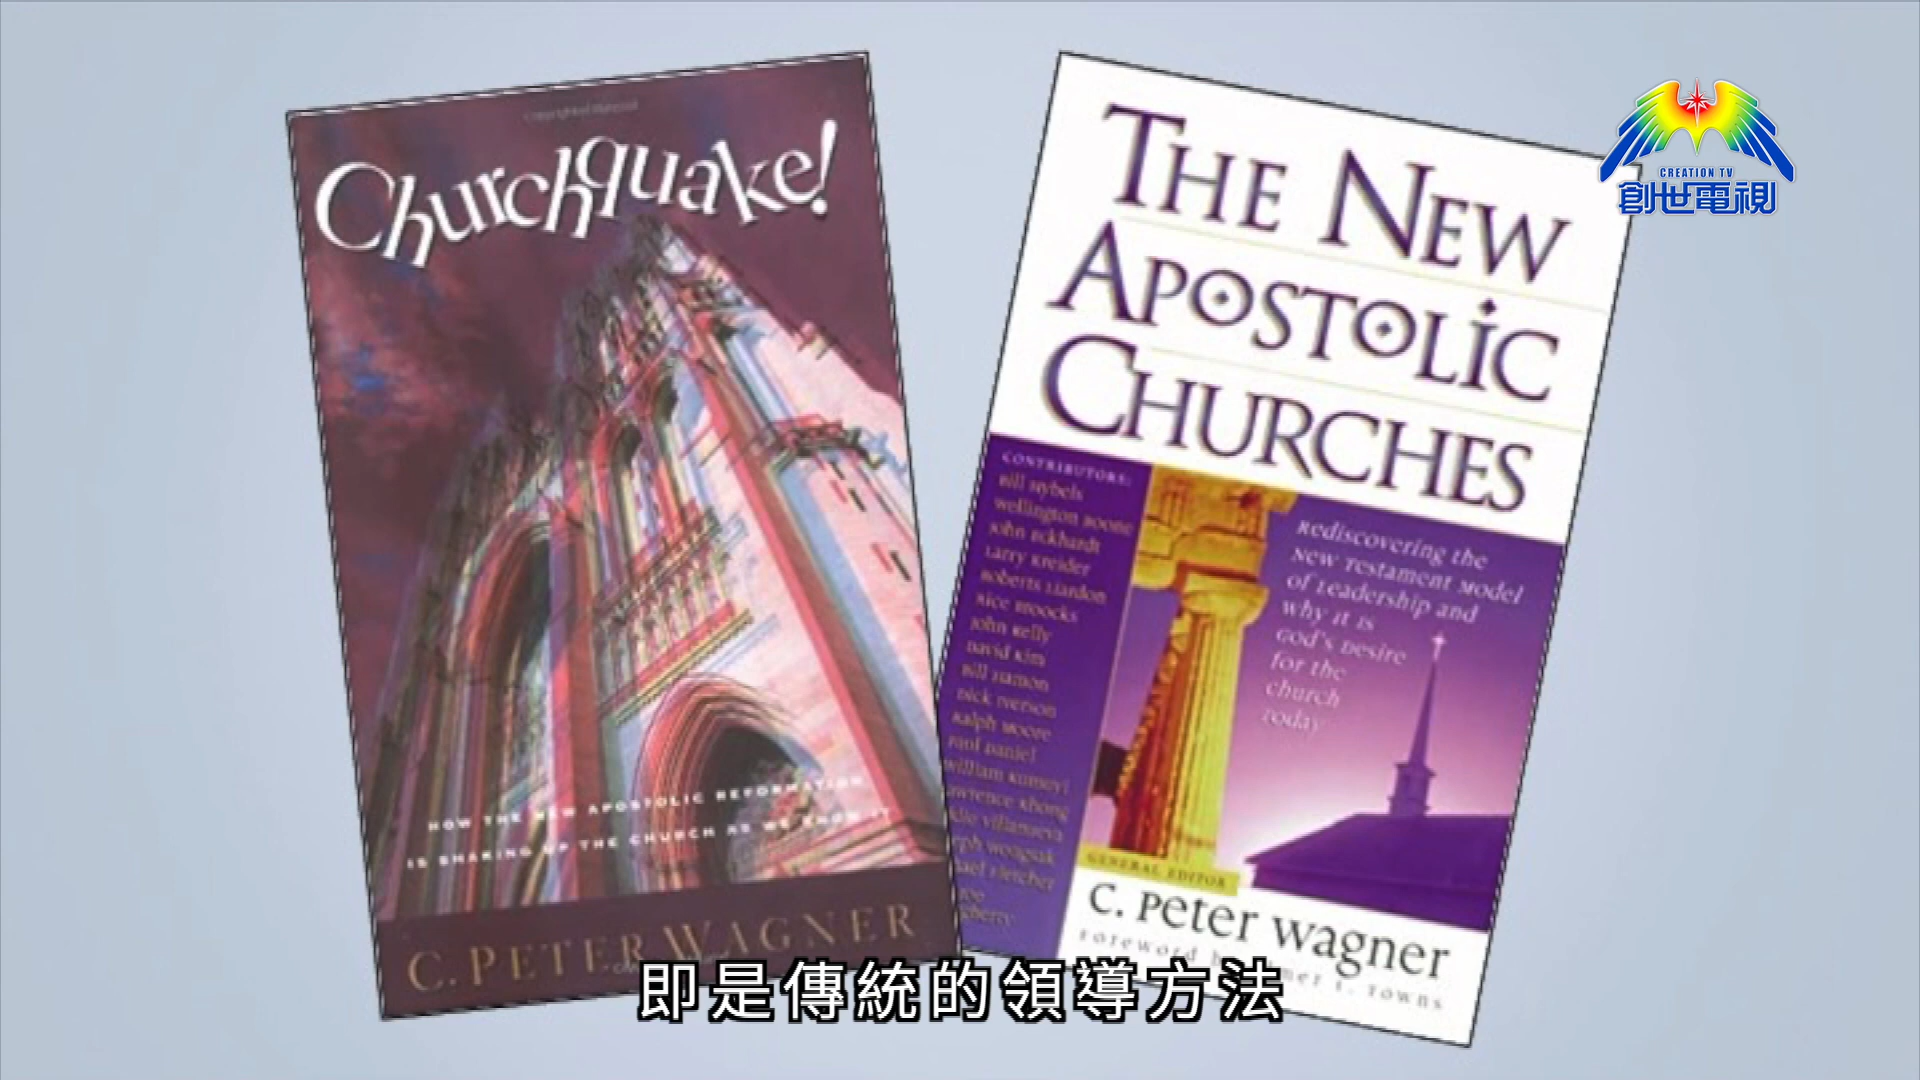 Copyrighted Material
Churchquake!
HOW THE NEW APOSTOLIC REFORMATION
IS SHAKING UP THE CHURCH AS WE KNOW IT
C. PETER WAGNER
THE NEW
APOSTOLIC
CHURCHES
CONTRIBUTORS:
Bill Hybels
Wellington Boone
John Eckhardt
Larry Kreider
Roberts Liardon
Rice Broocks
John Kelly
David Kim
Bill Hamon
Dick Iverson
Ralph Moore
Paul Daniel
William Kumuyi
Rediscovering the
New Testament Model
of Leadership and
why it is
God's Desire
for the
church
today
GENERAL EDITOR
C. Peter Wagner
Foreword
Towns
CREATION TV
創世電視
即是傳統的領導方法